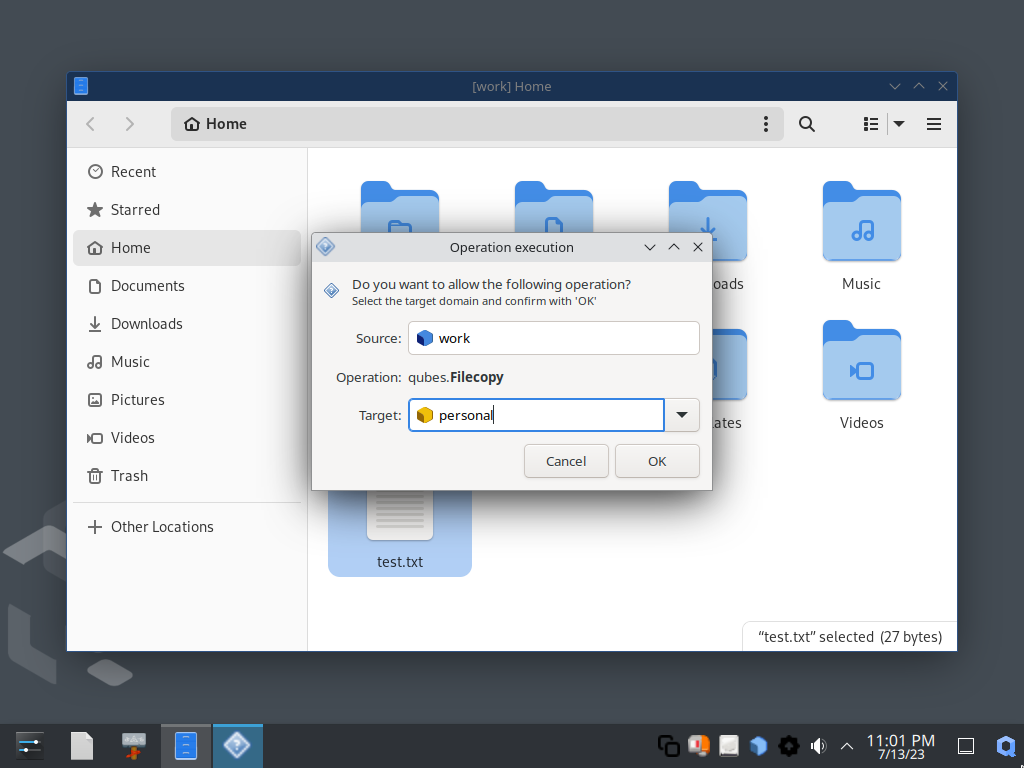 [work] Home
Home
Recent
Starred
Home
Documents
Downloads
Music
Pictures
Videos
Trash
Other Locations
oads
Music
ates
Videos
Operation execution
Do you want to allow the following operation?
Select the target domain and confirm with 'OK'
Source: work
Operation: qubes.Filecopy
Target: personal
Cancel OK
test.txt
“test.txt” selected (27 bytes)
11:01 PM
7/13/23